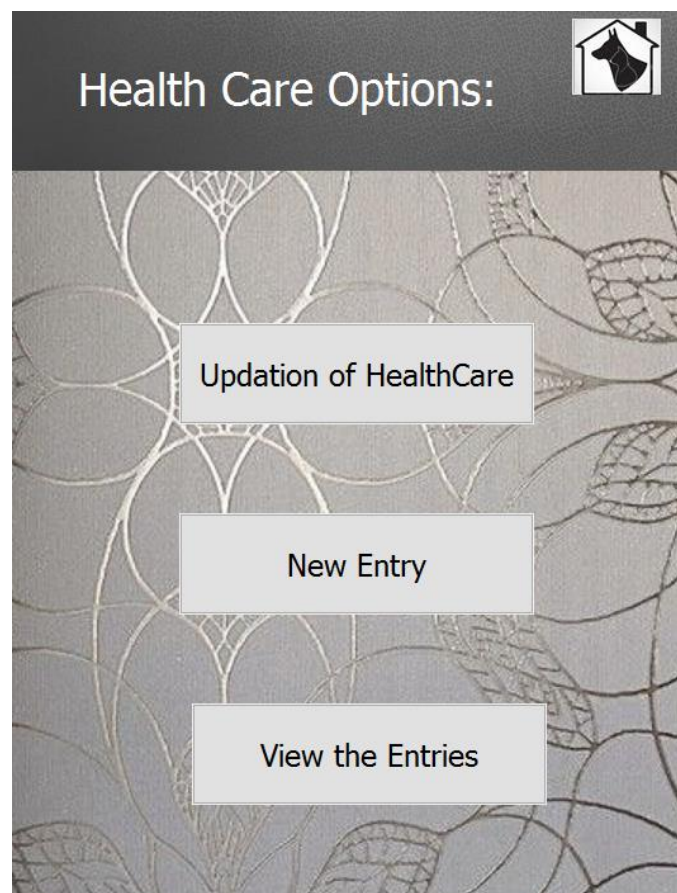 Health Care Options:
Updation of HealthCare
New Entry
View the Entries